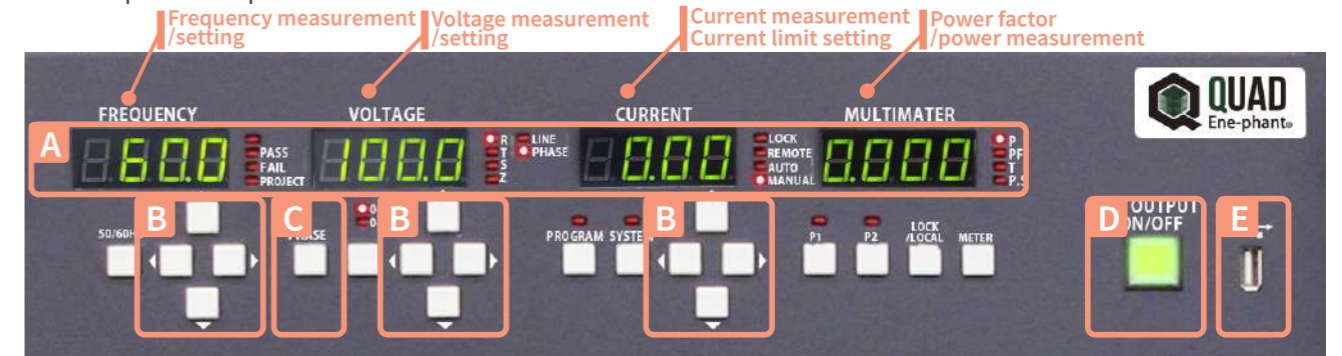 Frequency measurement
/setting
Voltage measurement
/setting
Current measurement
Current limit setting
Power factor
/power measurement
QUAD
Ene-phant
FREQUENCY
VOLTAGE
CURRENT
MULTIMATER
A
60.0
PASS
FAIL
PROJECT
100.0
R
T
S
Z
LINE
PHASE
0.00
LOCK
REMOTE
AUTO
MANUAL
0.000
P
PF
T
50/60H
B
C
B
PROGRAM
SYSTEM
B
P1
P2
LOCK
/LOCAL
METER
D
OUTPUT
ON/OFF
E